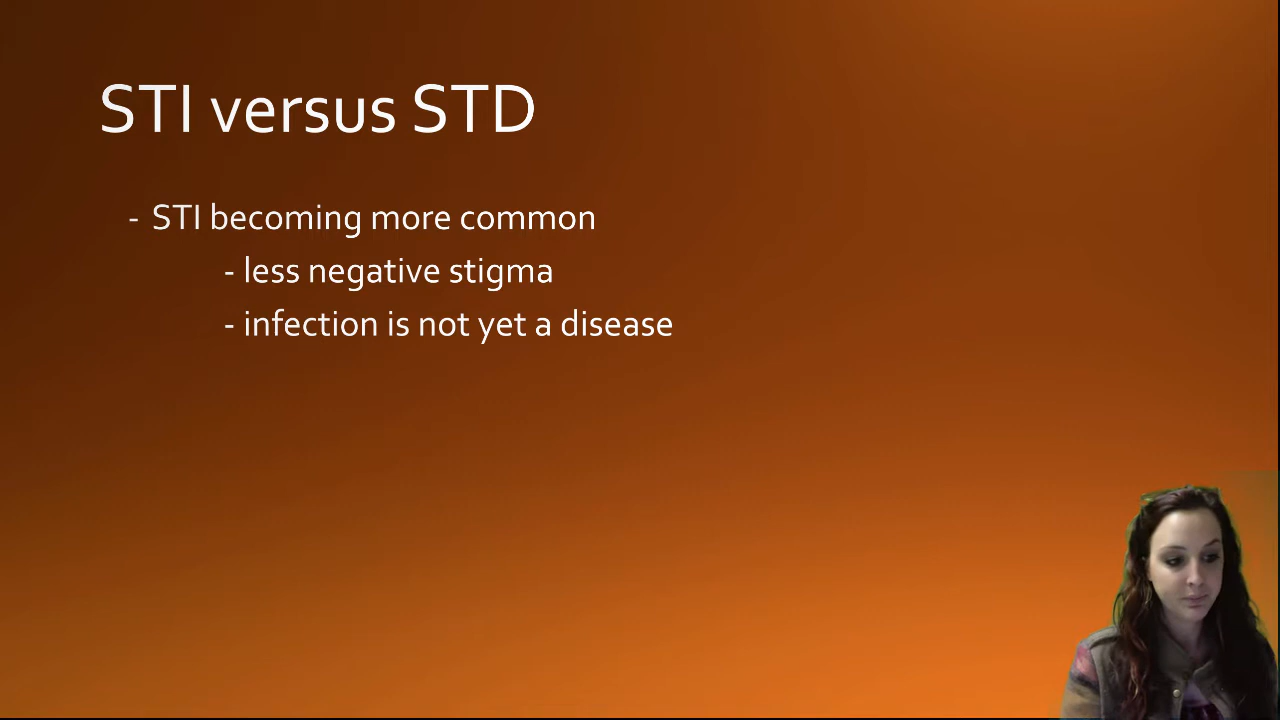 STI versus STD
- STI becoming more common
- less negative stigma
- infection is not yet a disease